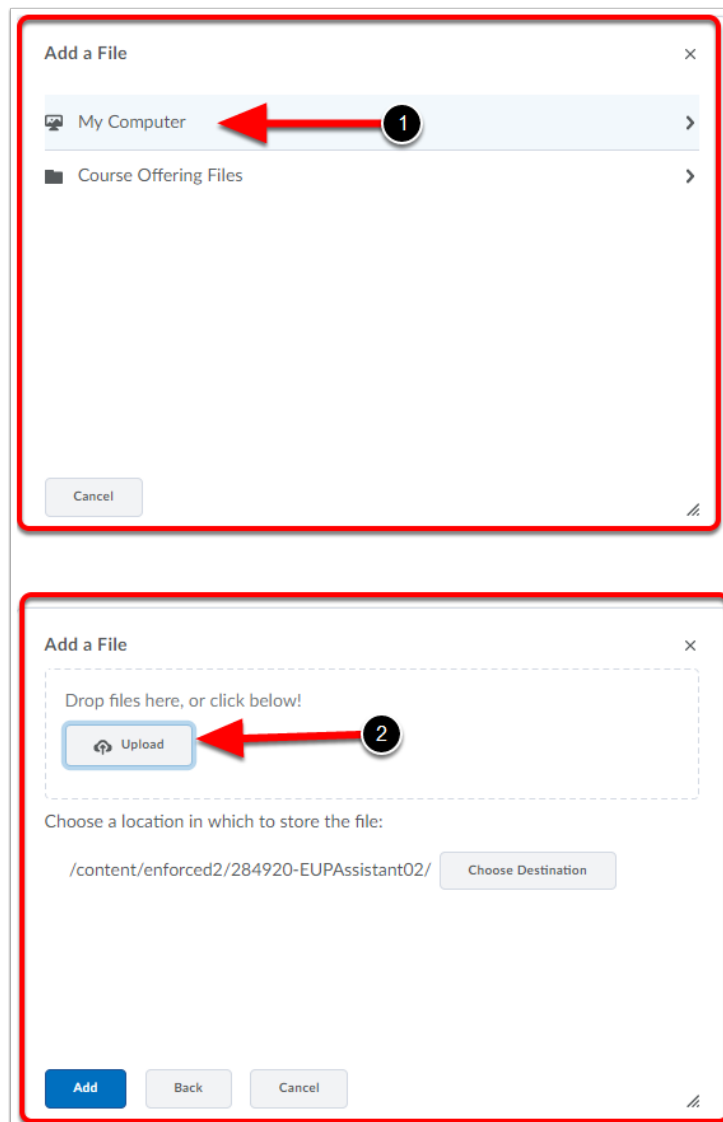 Add a File
My Computer
1
Course Offering Files
Cancel
Add a File
Drop files here, or click below!
Upload
2
Choose a location in which to store the file:
/content/enforced2/284920-EUPAssistant02/ Choose Destination
Add Back Cancel